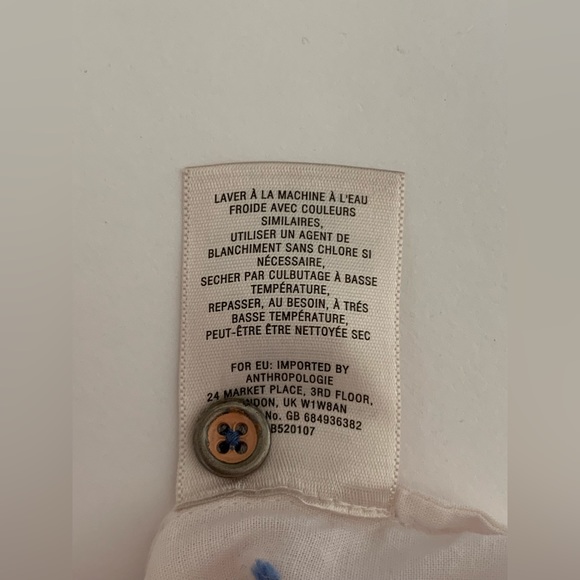 LAVER À LA MACHINE À L'EAU
FROIDE AVEC COULEURS
SIMILAIRES,
UTILISER UN AGENT DE
BLANCHIMENT SANS CHLORE SI
NÉCESSAIRE,
SECHER PAR CULBUTAGE À BASSE
TEMPÉRATURE,
REPASSER, AU BESOIN, À TRÉS
BASSE TEMPÉRATURE,
PEUT-ÊTRE ÊTRE NETTOYÉE SEC
FOR EU: IMPORTED BY
ANTHROPOLOGIE
24 MARKET PLACE, 3RD FLOOR,
UK W1W8AN
No. GB 684936382
B520107